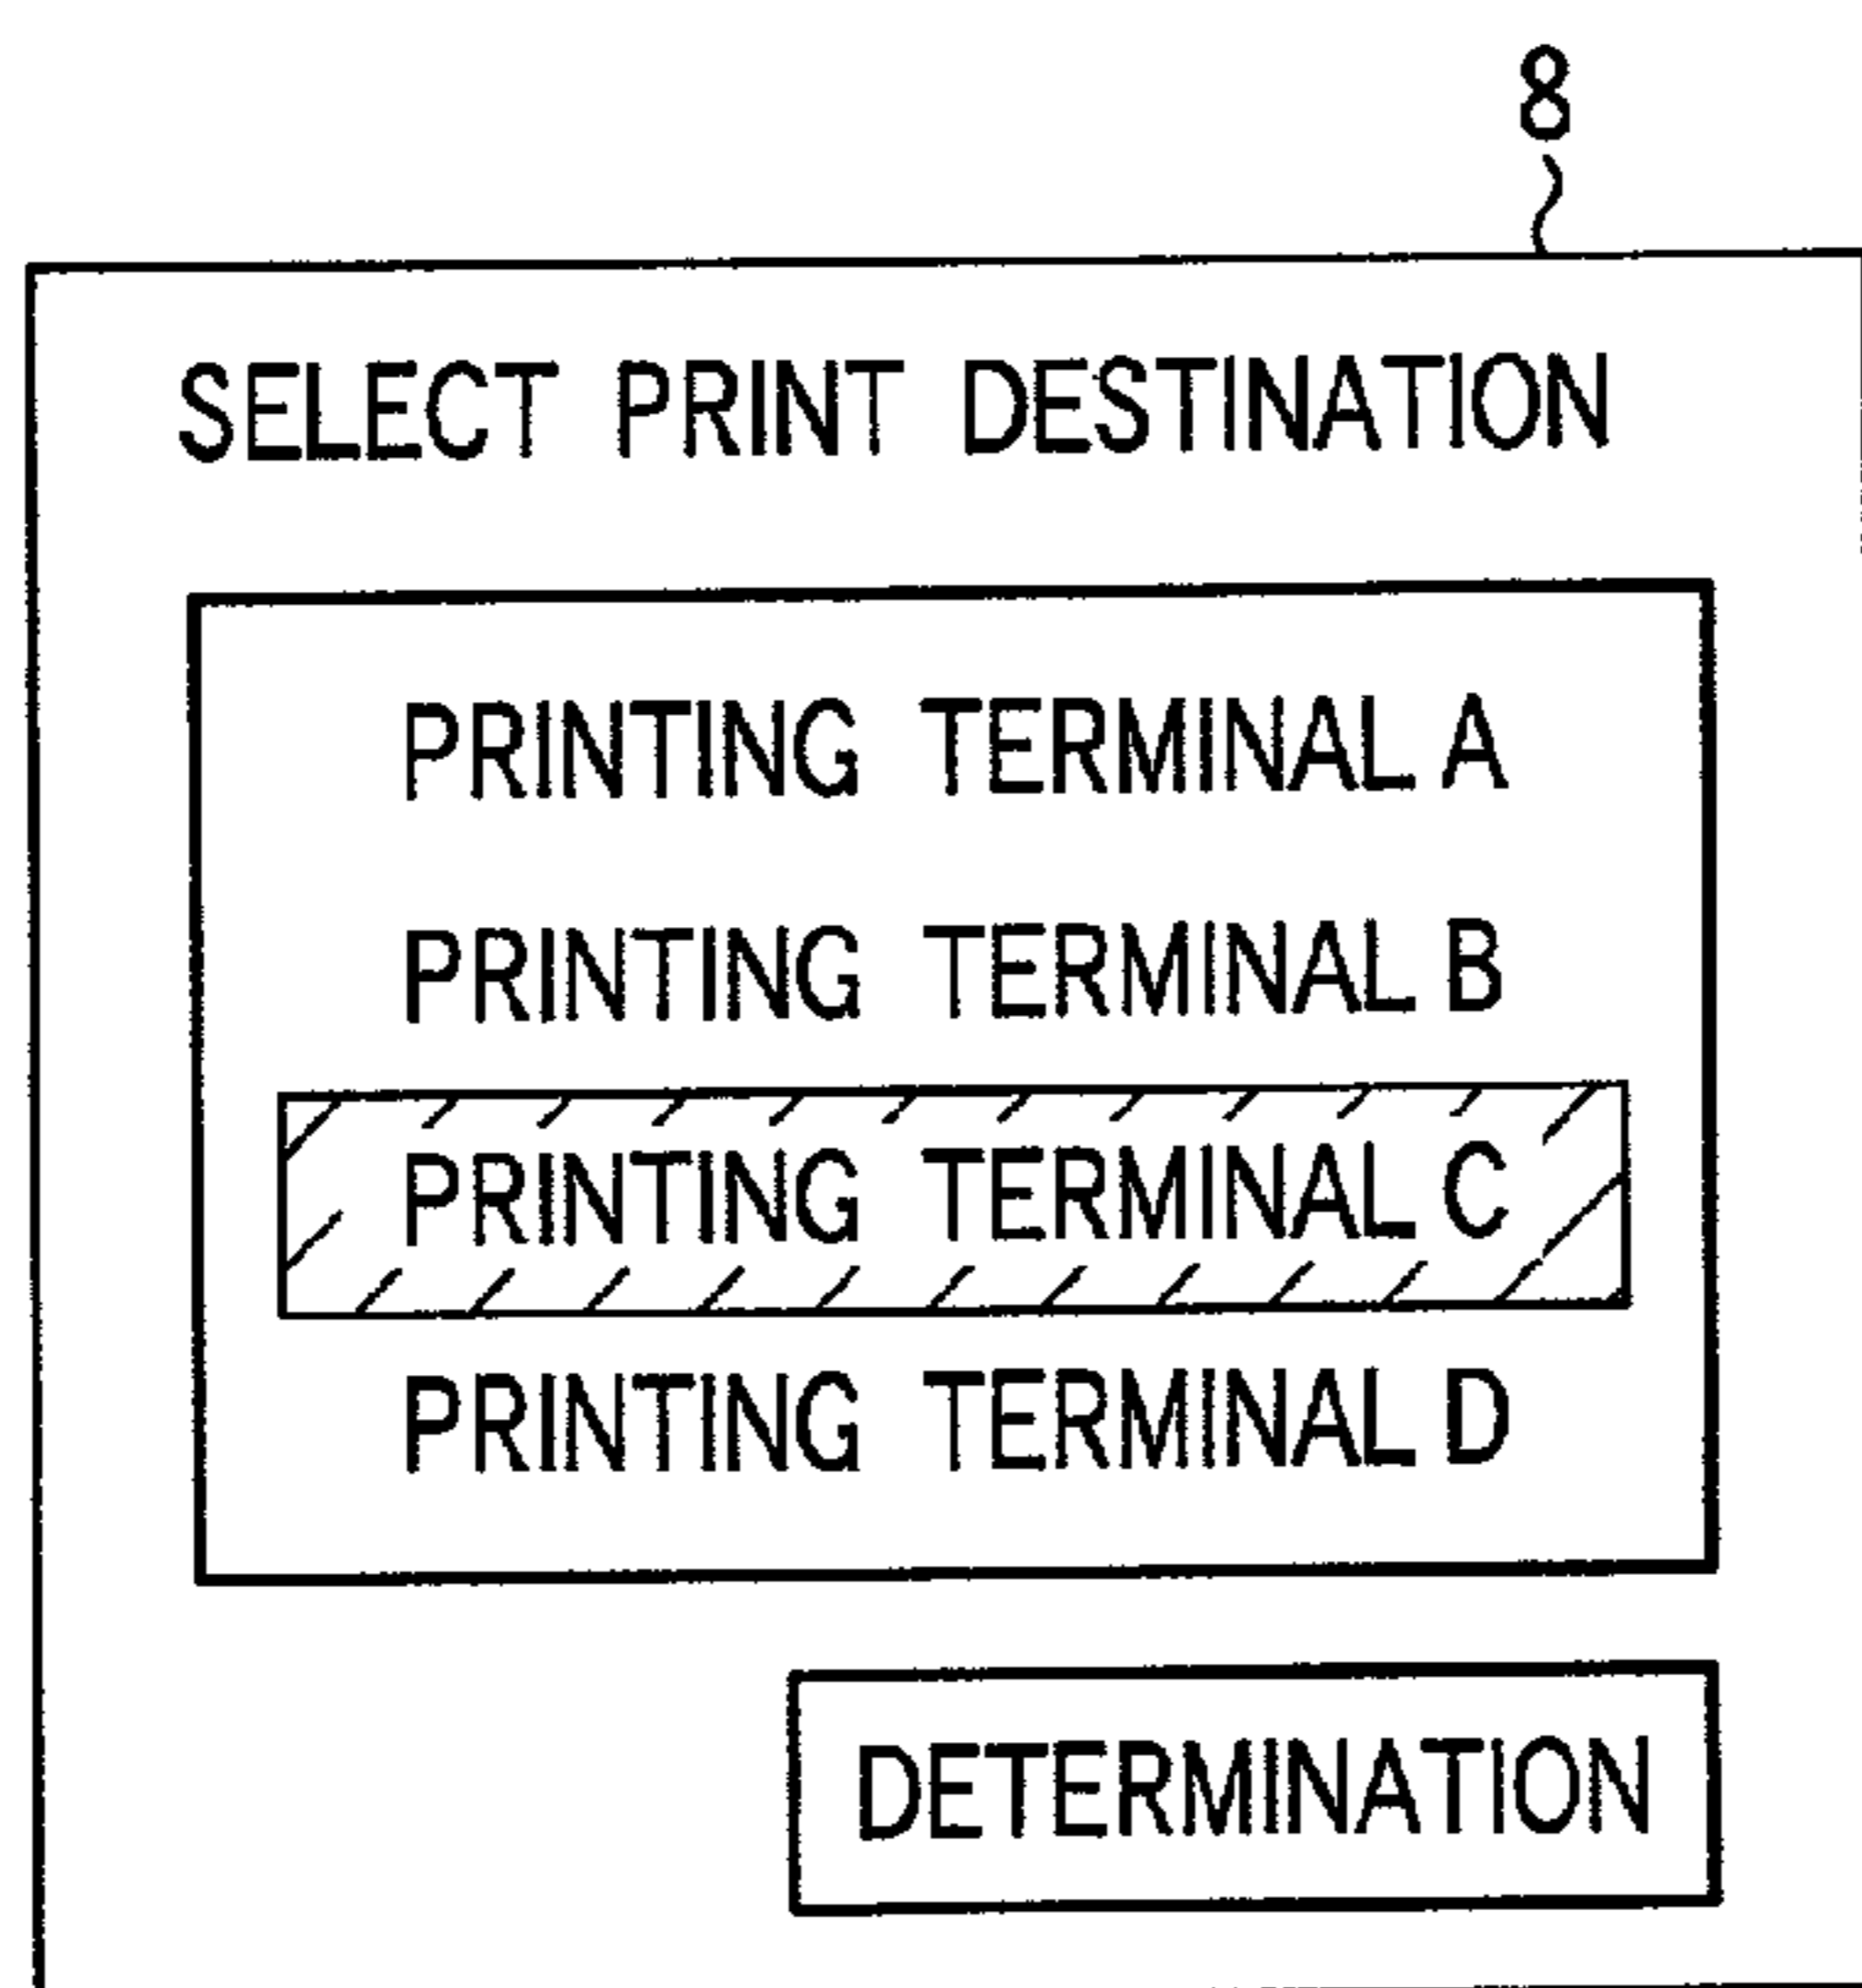 8
SELECT PRINT DESTINATION
PRINTING TERMINAL A
PRINTING TERMINAL B
PRINTING TERMINAL C
PRINTING TERMINAL D
DETERMINATION